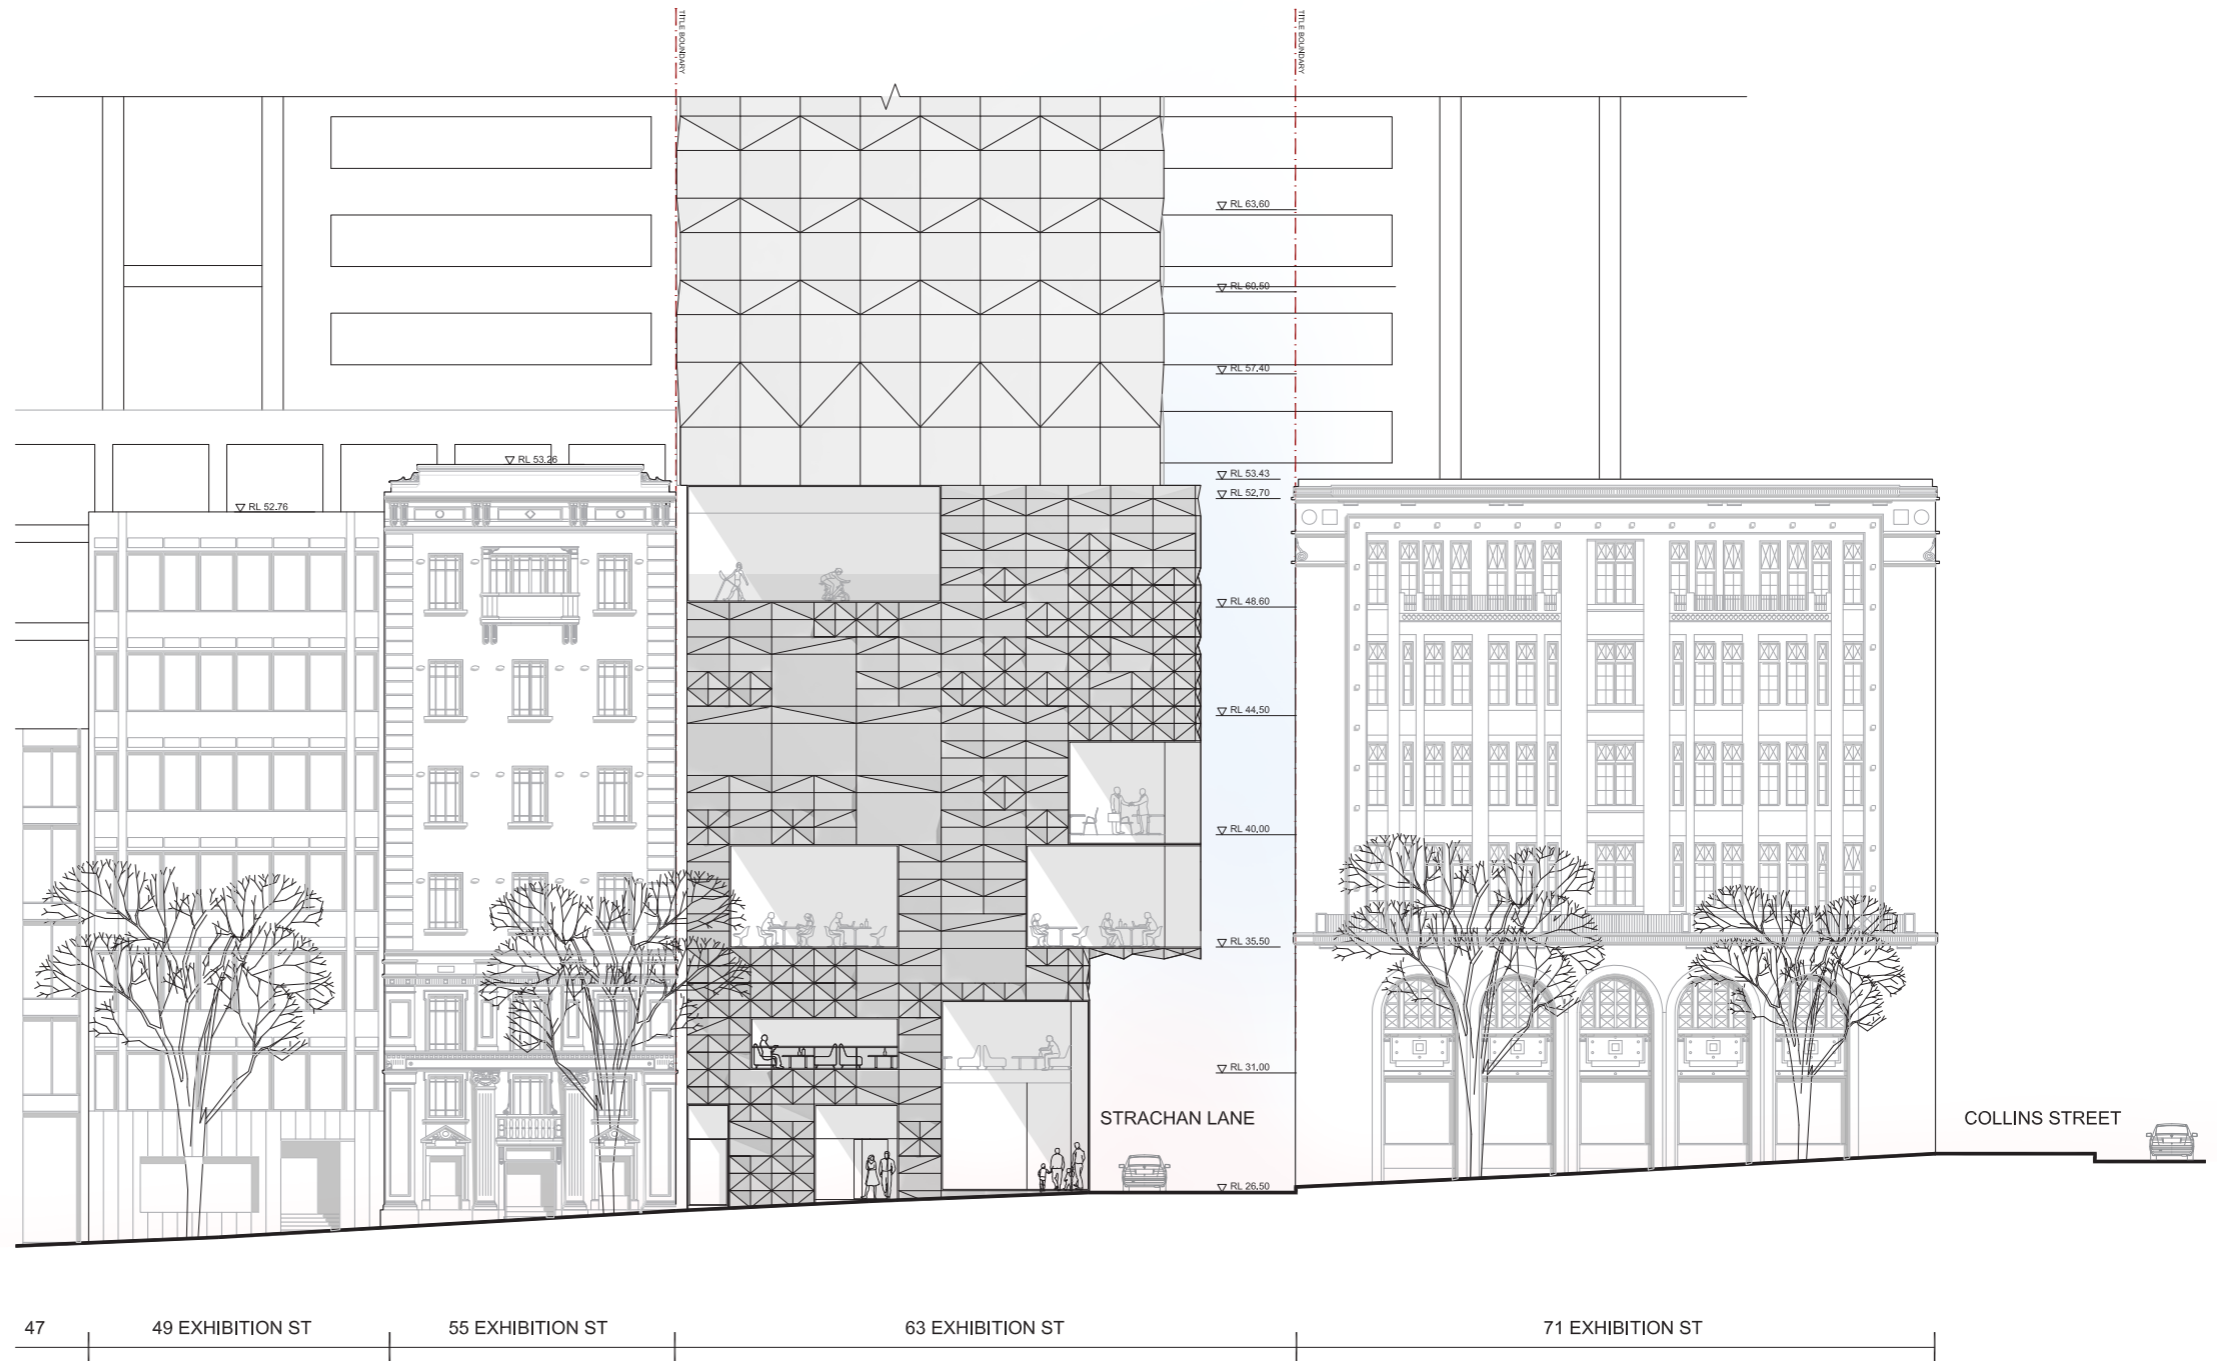 TITLE BOUNDARY
TITLE BOUNDARY
RL 63,60
RL 60,50
RL 57,40
RL 53.26
RL 53.43
RL 52,70
RL 52.76
RL 48,60
RL 44,50
RL 40,00
RL 35,50
RL 31,00
STRACHAN LANE
COLLINS STREET
RL 26,50
47
49 EXHIBITION ST
55 EXHIBITION ST
63 EXHIBITION ST
71 EXHIBITION ST